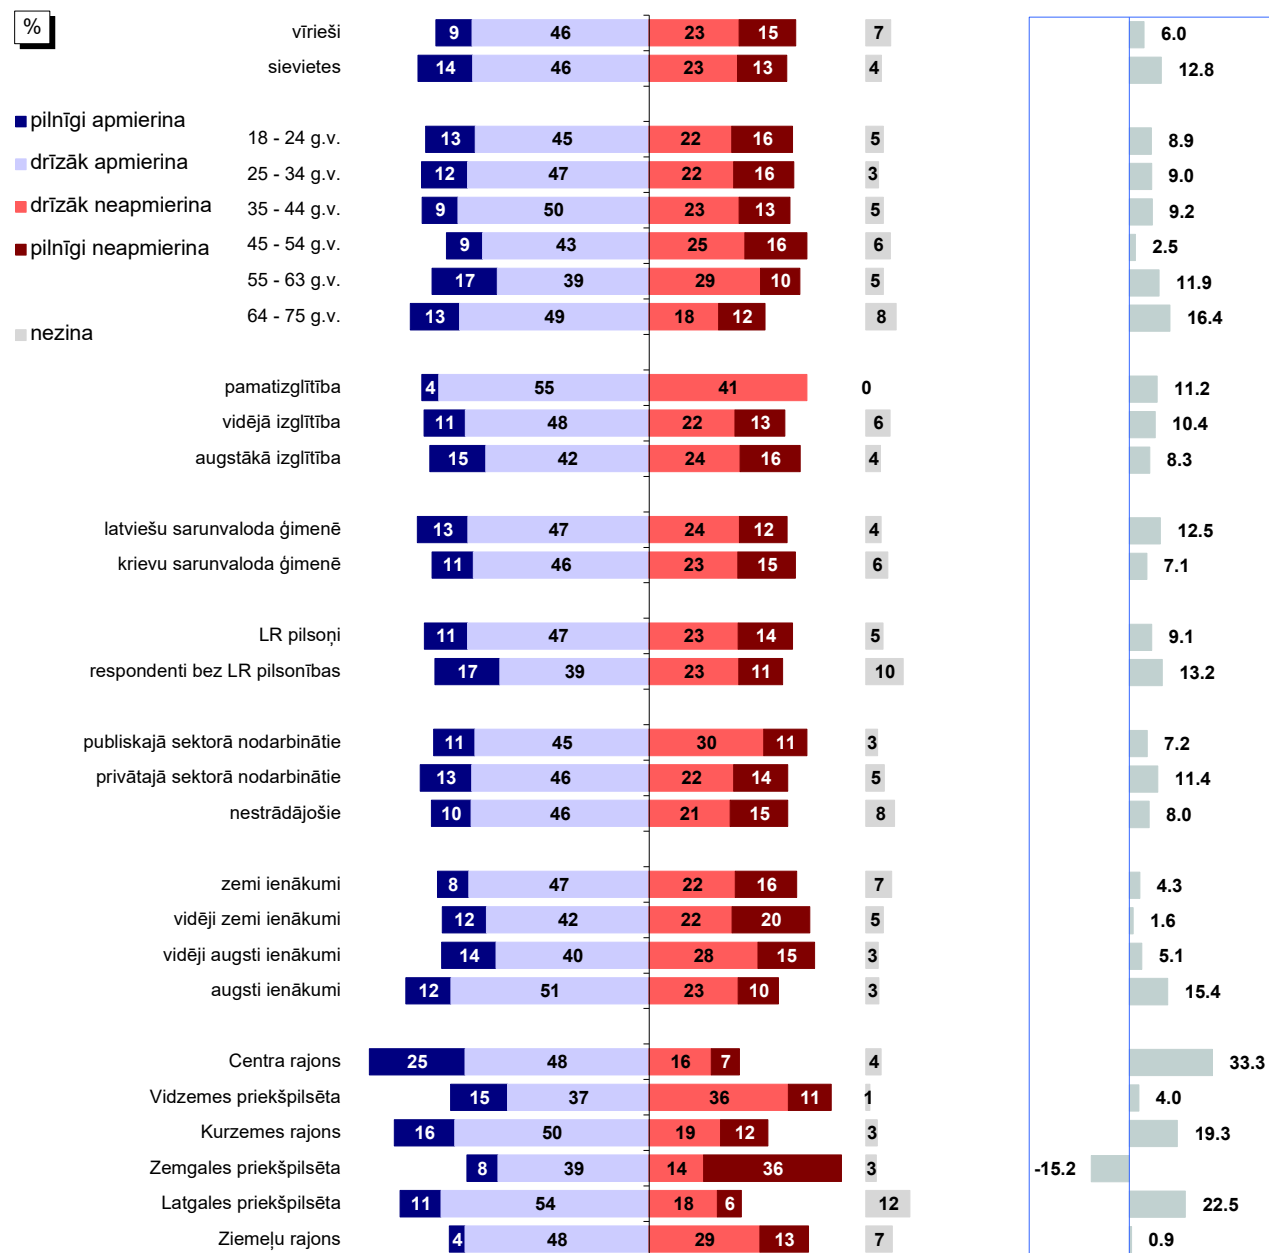 %
pilnīgi apmierina
drīzāk apmierina
drīzāk neapmierina
pilnīgi neapmierina
nezina
vīrieši 9 46 23 15 7 6.0
sievietes 14 46 23 13 4 12.8
18 - 24 g.v. 13 45 22 16 5 8.9
25 - 34 g.v. 12 47 22 16 3 9.0
35 - 44 g.v. 9 50 23 13 5 9.2
45 - 54 g.v. 9 43 25 16 6 2.5
55 - 63 g.v. 17 39 29 10 5 11.9
64 - 75 g.v. 13 49 18 12 8 16.4
pamatizglītība 4 55 41 0 11.2
vidējā izglītība 11 48 22 13 6 10.4
augstākā izglītība 15 42 24 16 4 8.3
latviešu sarunvaloda ģimenē 13 47 24 12 4 12.5
krievu sarunvaloda ģimenē 11 46 23 15 6 7.1
LR pilsoņi 11 47 23 14 5 9.1
respondenti bez LR pilsonības 17 39 23 11 10 13.2
publiskajā sektorā nodarbinātie 11 45 30 11 3 7.2
privātajā sektorā nodarbinātie 13 46 22 14 5 11.4
nestrādājošie 10 46 21 15 8 8.0
zemi ienākumi 8 47 22 16 7 4.3
vidēji zemi ienākumi 12 42 22 20 5 1.6
vidēji augsti ienākumi 14 40 28 15 3 5.1
augsti ienākumi 12 51 23 10 3 15.4
Centra rajons 25 48 16 7 4 33.3
Vidzemes priekšpilsēta 15 37 36 11 1 4.0
Kurzemes rajons 16 50 19 12 3 19.3
Zemgales priekšpilsēta 8 39 14 36 3 -15.2
Latgales priekšpilsēta 11 54 18 6 12 22.5
Ziemeļu rajons 4 48 29 13 7 0.9